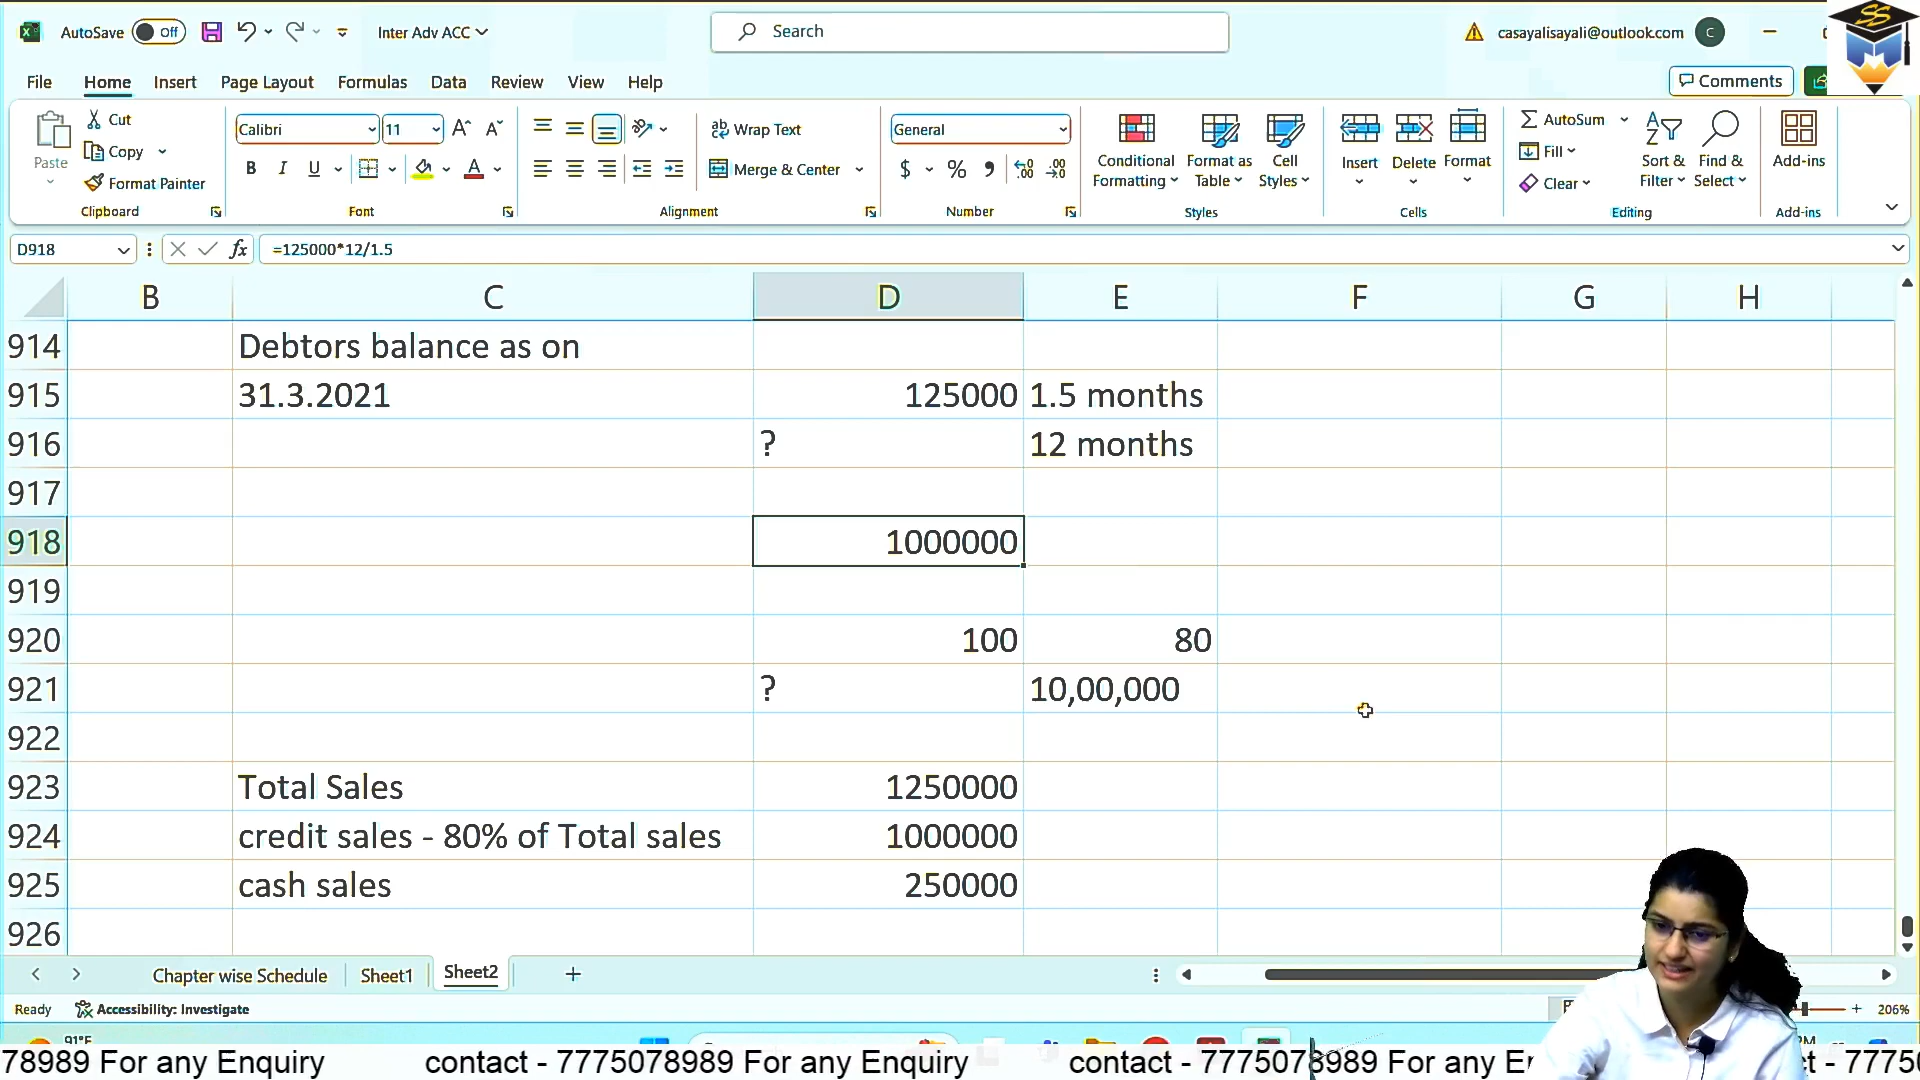 AutoSave Off Inter Adv ACC Search casayalisayali@outlook.com C
SS
File Home Insert Page Layout Formulas Data Review View Help Comments
Paste Cut Copy Format Painter Clipboard
Calibri 11 B I U Font
Wrap Text Merge & Center Alignment
General $ % Number
Conditional Formatting Format as Table Cell Styles Styles
Insert Delete Format Cells
AutoSum Fill Clear Sort & Filter Find & Select Editing
Add-ins Add-ins
D918 fx =125000*12/1.5
B C D E F G H
914 Debtors balance as on
915 31.3.2021 125000 1.5 months
916 ? 12 months
917
918 1000000
919
920 100 80
921 ? 10,00,000
922
923 Total Sales 1250000
924 credit sales - 80% of Total sales 1000000
925 cash sales 250000
926
Chapter wise Schedule Sheet1 Sheet2
Ready Accessibility: Investigate 206%
91°F
78989 For any Enquiry contact - 7775078989 For any Enquiry contact - 7775078989 For any